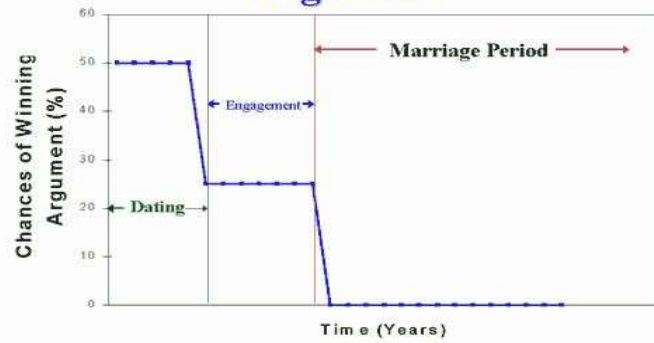 60
50
40
30
20
10
0
Chances of Winning
Argument (%)
Marriage Period
Engagement
Dating
Time (Years)